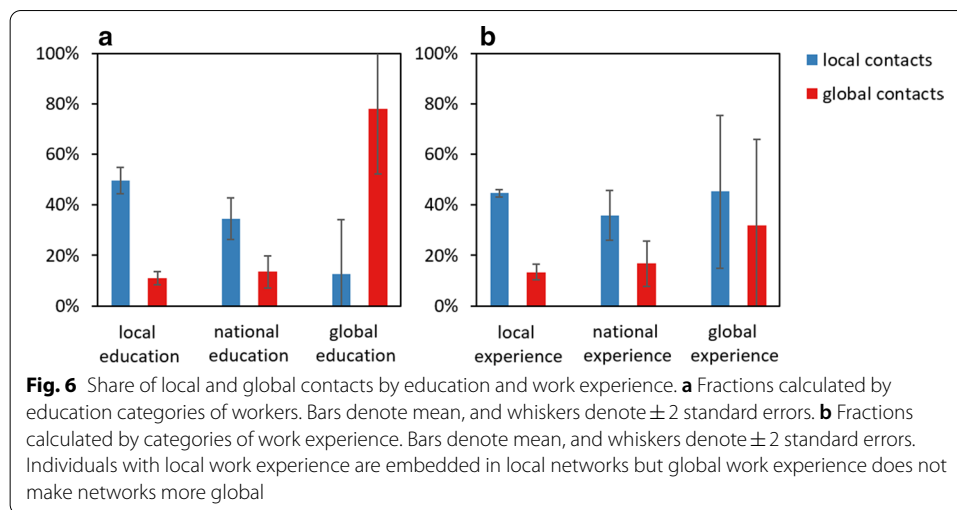 a
100%
80%
60%
40%
20%
0%
local education
national education
global education
b
100%
80%
60%
40%
20%
0%
local experience
national experience
global experience
local contacts
global contacts
Fig. 6 Share of local and global contacts by education and work experience. a Fractions calculated by
education categories of workers. Bars denote mean, and whiskers denote ± 2 standard errors. b Fractions
calculated by categories of work experience. Bars denote mean, and whiskers denote ± 2 standard errors.
Individuals with local work experience are embedded in local networks but global work experience does not
make networks more global